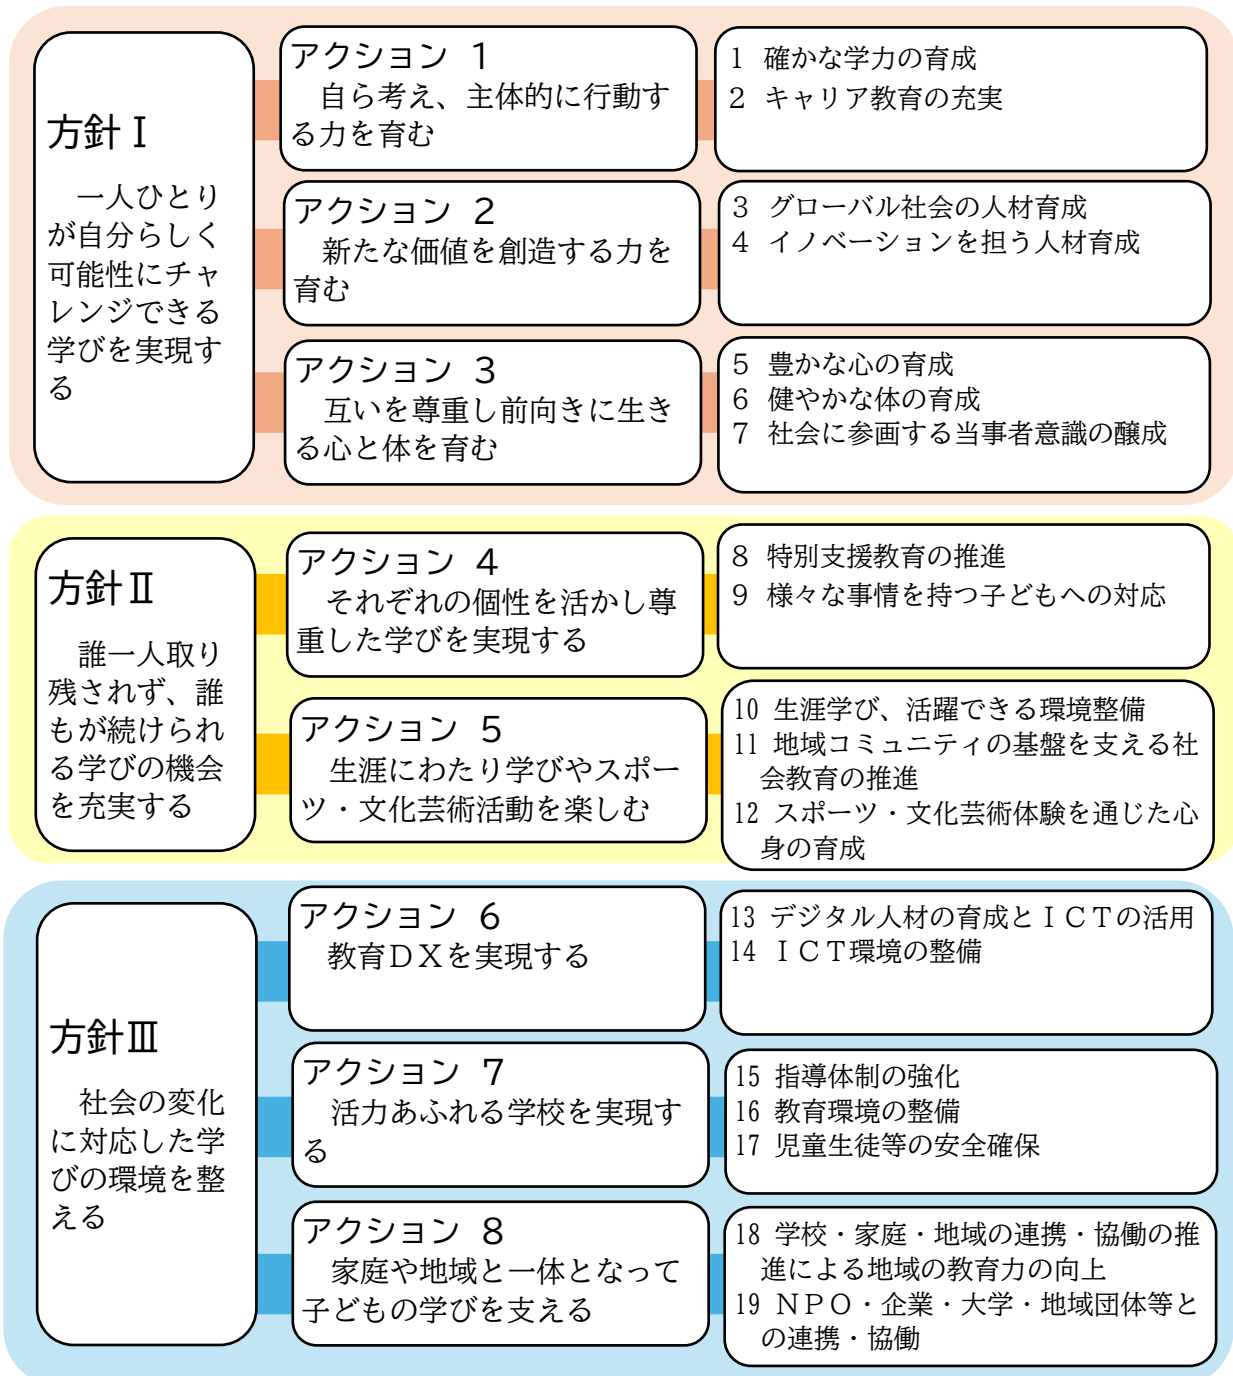 方針Ⅰ
一人ひとり
が自分らしく
可能性にチャ
レンジできる
学びを実現す
る
アクション 1
自ら考え、主体的に行動す
る力を育む
1 確かな学力の育成
2 キャリア教育の充実
アクション 2
新たな価値を創造する力を
育む
3 グローバル社会の人材育成
4 イノベーションを担う人材育成
アクション 3
互いを尊重し前向きに生き
る心と体を育む
5 豊かな心の育成
6 健やかな体の育成
7 社会に参画する当事者意識の醸成
方針Ⅱ
誰一人取り
残されず、誰
もが続けられ
る学びの機会
を充実する
アクション 4
それぞれの個性を活かし尊
重した学びを実現する
8 特別支援教育の推進
9 様々な事情を持つ子どもへの対応
アクション 5
生涯にわたり学びやスポー
ツ・文化芸術活動を楽しむ
10 生涯学び、活躍できる環境整備
11 地域コミュニティの基盤を支える社
会教育の推進
12 スポーツ・文化芸術体験を通じた心
身の育成
方針Ⅲ
社会の変化
に対応した学
びの環境を整
える
アクション 6
教育DXを実現する
13 デジタル人材の育成とICTの活用
14 ICT環境の整備
アクション 7
活力あふれる学校を実現す
る
15 指導体制の強化
16 教育環境の整備
17 児童生徒等の安全確保
アクション 8
家庭や地域と一体となって
子どもの学びを支える
18 学校・家庭・地域の連携・協働の推
進による地域の教育力の向上
19 NPO・企業・大学・地域団体等と
の連携・協働